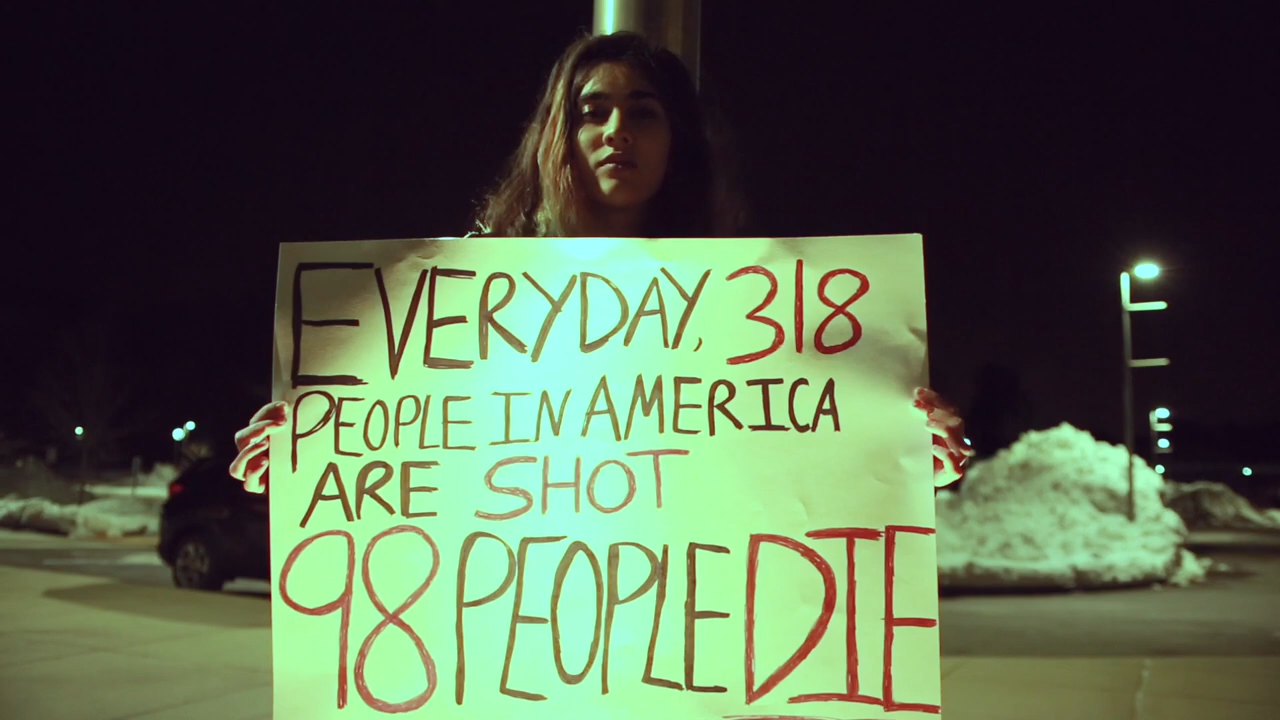 EVERYDAY, 318
PEOPLE IN AMERICA
ARE SHOT
98 PEOPLE DIE